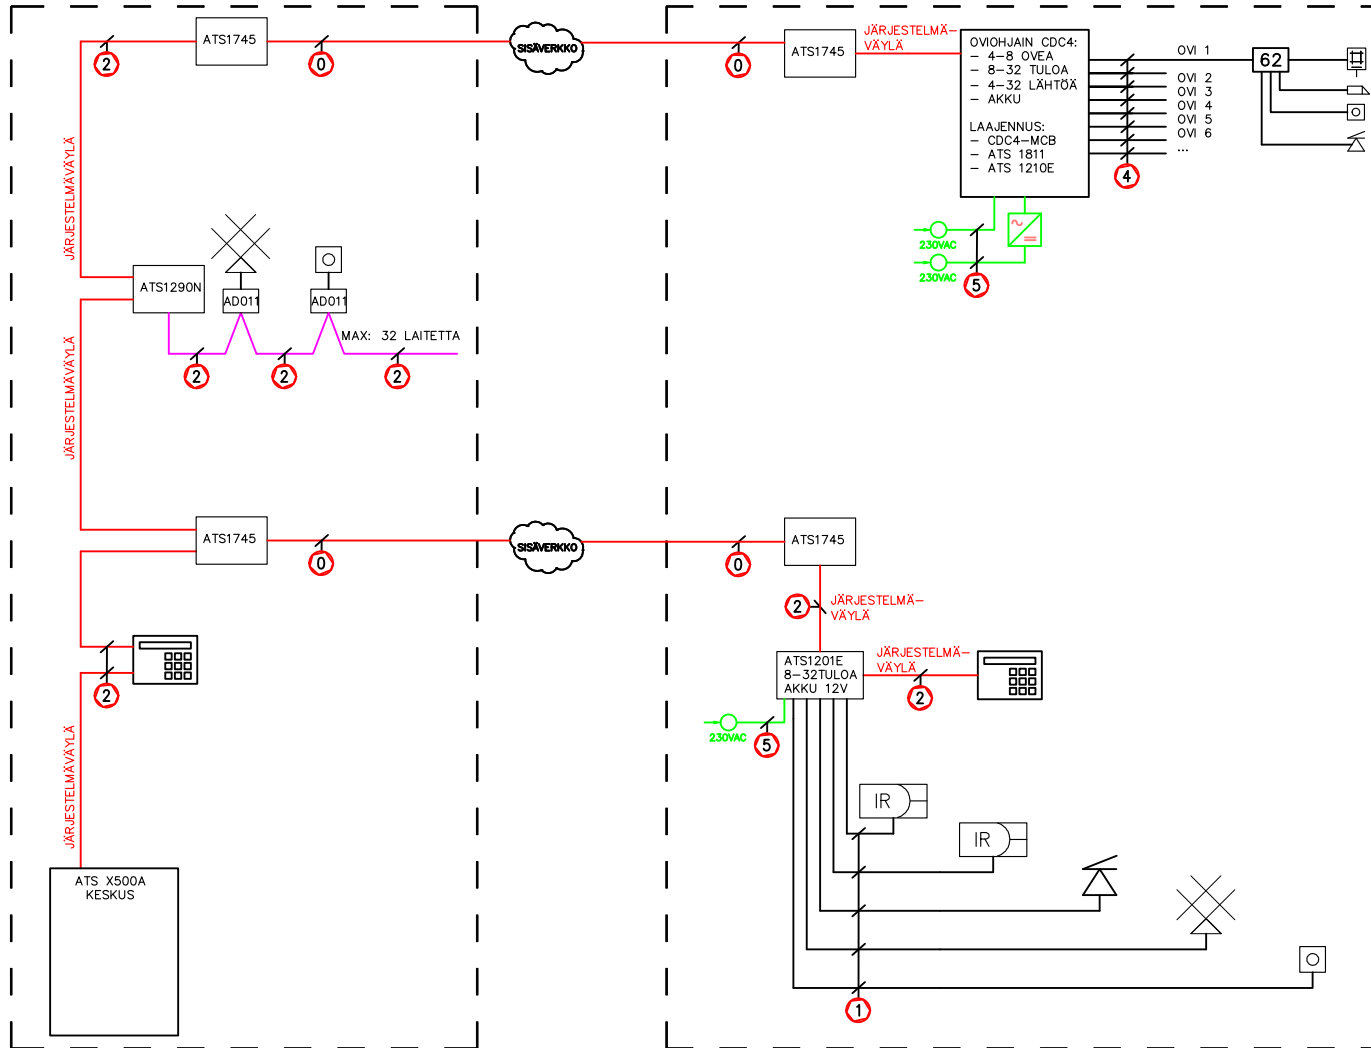 ATS1745
2
0
SISÄVERKKO
0
ATS1745
JÄRJESTELMÄ-
VÄYLÄ
OVIOHJAIN CDC4:
- 4-8 OVEA
- 8-32 TULOA
- 4-32 LÄHTÖÄ
- AKKU
LAAJENNUS:
- CDC4-MCB
- ATS 1811
- ATS 1210E
OVI 1
OVI 2
OVI 3
OVI 4
OVI 5
OVI 6
...
62
4
230VAC
230VAC
5
JÄRJESTELMÄVÄYLÄ
ATS1290N
AD011
AD011
MAX: 32 LAITETTA
2
2
2
JÄRJESTELMÄVÄYLÄ
ATS1745
0
SISÄVERKKO
0
ATS1745
2
JÄRJESTELMÄ-
VÄYLÄ
2
ATS1201E
8-32TULOA
AKKU 12V
JÄRJESTELMÄ-
VÄYLÄ
2
230VAC
5
JÄRJESTELMÄVÄYLÄ
IR
IR
ATS X500A
KESKUS
1